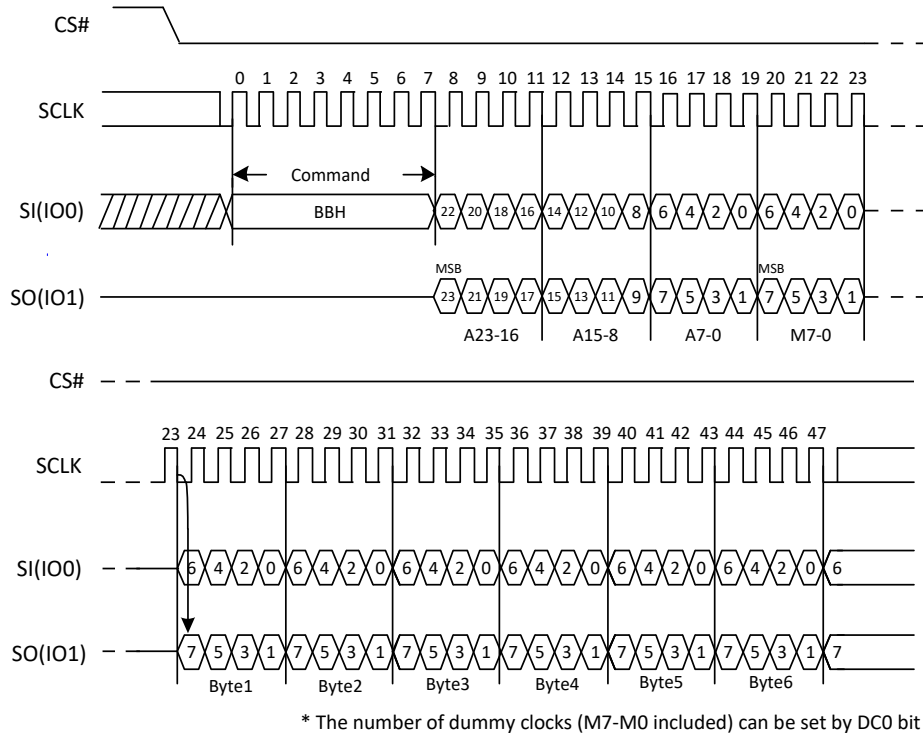 CS#
0 1 2 3 4 5 6 7 8 9 10 11 12 13 14 15 16 17 18 19 20 21 22 23
SCLK
Command
SI(IO0) BBH 22 20 18 16 14 12 10 8 6 4 2 0 6 4 2 0
MSB MSB
SO(IO1) 23 21 19 17 15 13 11 9 7 5 3 1 7 5 3 1
A23-16 A15-8 A7-0 M7-0
CS#
23 24 25 26 27 28 29 30 31 32 33 34 35 36 37 38 39 40 41 42 43 44 45 46 47
SCLK
SI(IO0) 6 4 2 0 6 4 2 0 6 4 2 0 6 4 2 0 6 4 2 0 6 4 2 0 6
SO(IO1) 7 5 3 1 7 5 3 1 7 5 3 1 7 5 3 1 7 5 3 1 7 5 3 1 7
Byte1 Byte2 Byte3 Byte4 Byte5 Byte6
* The number of dummy clocks (M7-M0 included) can be set by DC0 bit